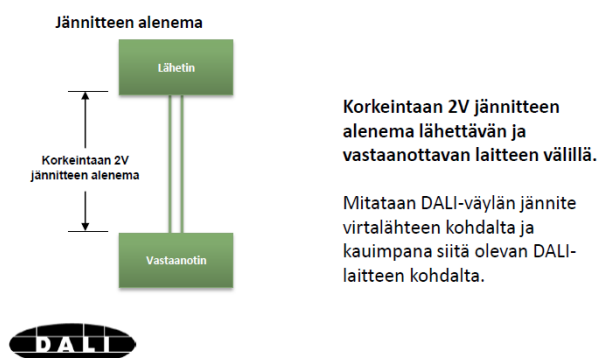 Jännitteen alenema
Lähetin
Korkeintaan 2V
jännitteen alenema
Vastaanotin
Korkeintaan 2V jännitteen
alenema lähettävän ja
vastaanottavan laitteen välillä.
Mitataan DALI-väylän jännite
virtalähteen kohdalta ja
kauimpana siitä olevan DALI-
laitteen kohdalta.
DALI